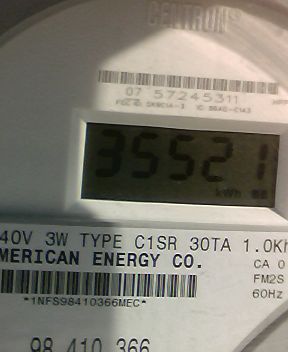 CENTRON®
07 57245311
35521
kWh
40V 3W TYPE C1SR 30TA 1.0Kh
MERICAN ENERGY CO.
CA 0
FM2S
60Hz
*1NFS98410366MEC*
98 410 366